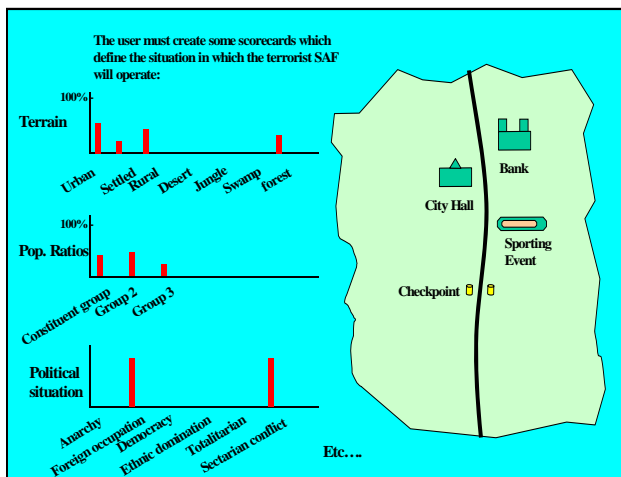 The user must create some scorecards which
define the situation in which the terrorist SAF
will operate:
100%
Terrain
Urban
Settled
Rural
Desert
Jungle
Swamp
forest
100%
Pop. Ratios
Constituent group
Group 2
Group 3
Political
situation
Anarchy
Foreign occupation
Democracy
Ethnic domination
Totalitarian
Sectarian conflict
Etc….
Bank
City Hall
Sporting
Event
Checkpoint